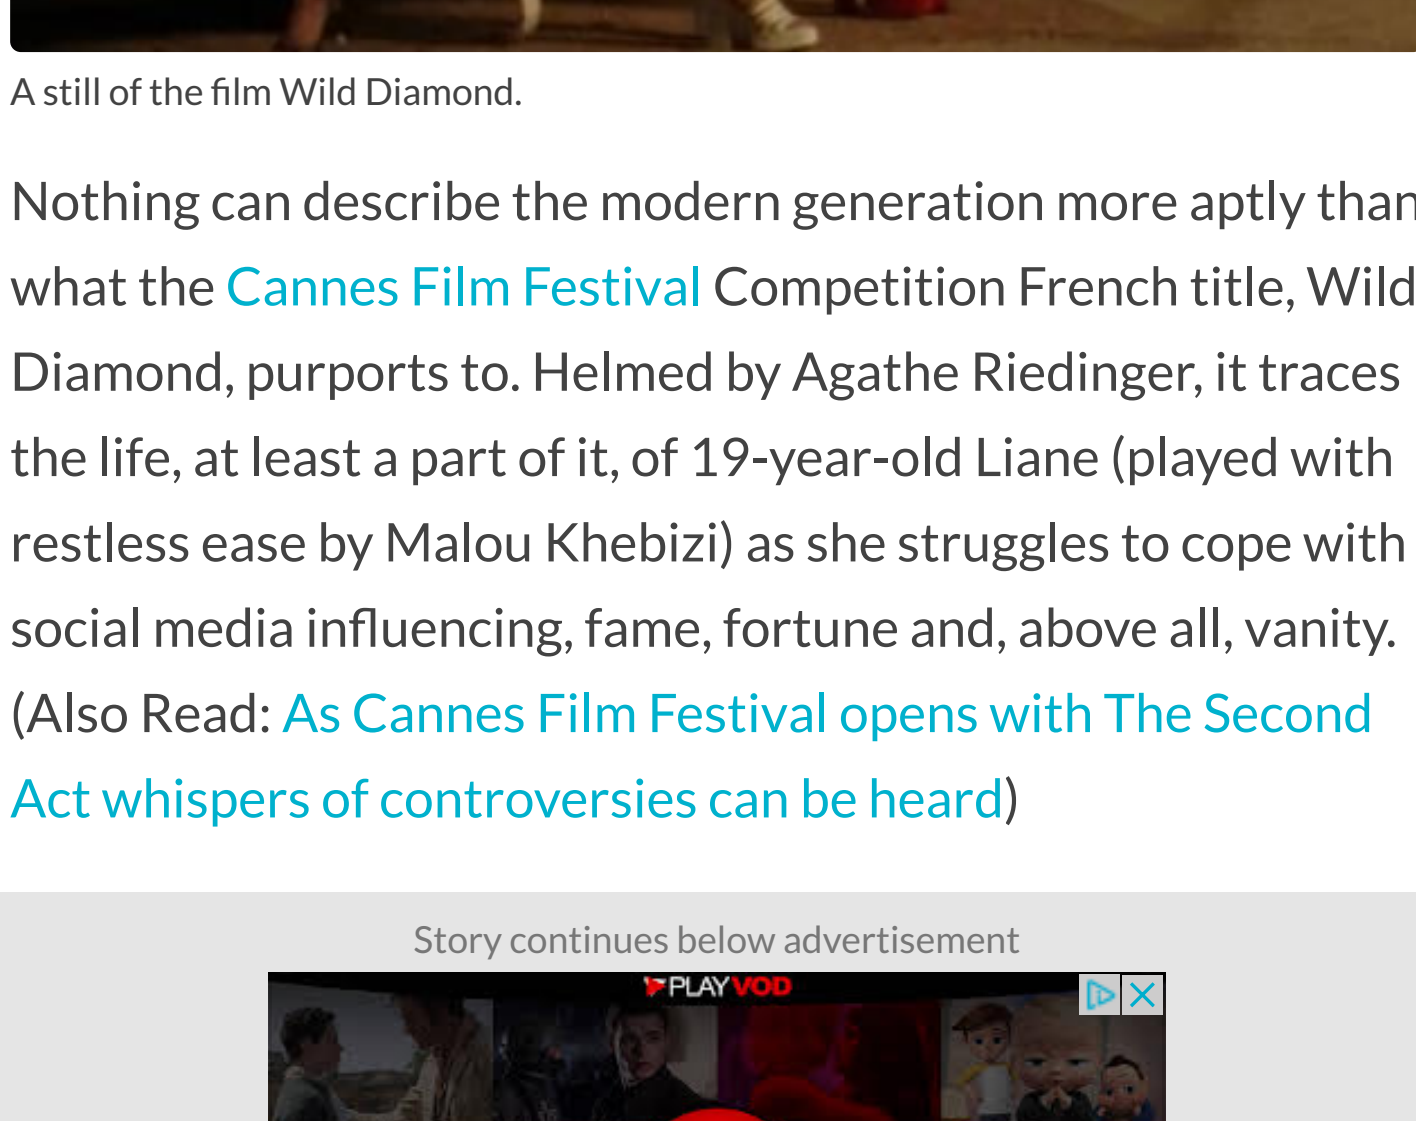 A still of the film Wild Diamond.
Nothing can describe the modern generation more aptly than
what the Cannes Film Festival Competition French title, Wild
Diamond, purports to. Helmed by Agathe Riedinger, it traces
the life, at least a part of it, of 19-year-old Liane (played with
restless ease by Malou Khebizi) as she struggles to cope with
social media influencing, fame, fortune and, above all, vanity.
(Also Read: As Cannes Film Festival opens with The Second
Act whispers of controversies can be heard)
Story continues below advertisement
PLAYVOD